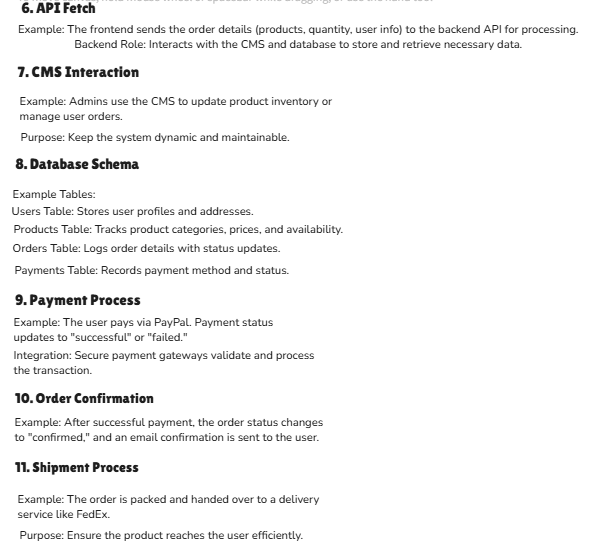 6. API Fetch
Example: The frontend sends the order details (products, quantity, user info) to the backend API for processing.
Backend Role: Interacts with the CMS and database to store and retrieve necessary data.
7. CMS Interaction
Example: Admins use the CMS to update product inventory or
manage user orders.
Purpose: Keep the system dynamic and maintainable.
8. Database Schema
Example Tables:
Users Table: Stores user profiles and addresses.
Products Table: Tracks product categories, prices, and availability.
Orders Table: Logs order details with status updates.
Payments Table: Records payment method and status.
9. Payment Process
Example: The user pays via PayPal. Payment status
updates to "successful" or "failed."
Integration: Secure payment gateways validate and process
the transaction.
10. Order Confirmation
Example: After successful payment, the order status changes
to "confirmed," and an email confirmation is sent to the user.
11. Shipment Process
Example: The order is packed and handed over to a delivery
service like FedEx.
Purpose: Ensure the product reaches the user efficiently.